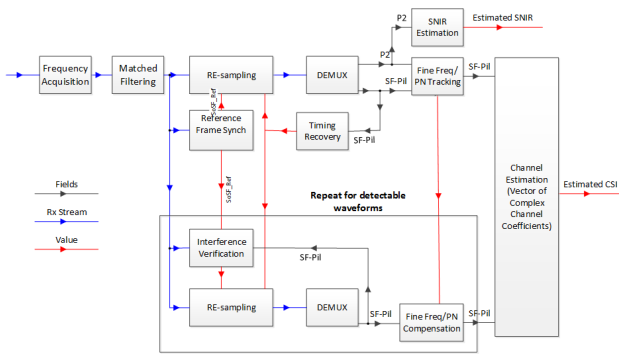 P2
SNIR
Estimation
Estimated SNIR
P2
Frequency
Acquisition
Matched
Filtering
RE-sampling
DEMUX
SF-Pil
Fine Freq/
PN Tracking
SF-Pil
SoSF_Ref
Reference
Frame Synch
Timing
Recovery
SF-Pil
Channel
Estimation
(Vector of
Complex
Channel
Coefficients)
Estimated CSI
Fields
Rx Stream
Value
SoSF_Ref
Repeat for detectable
waveforms
Interference
Verification
SF-Pil
RE-sampling
DEMUX
SF-Pil
Fine Freq/PN
Compensation
SF-Pil